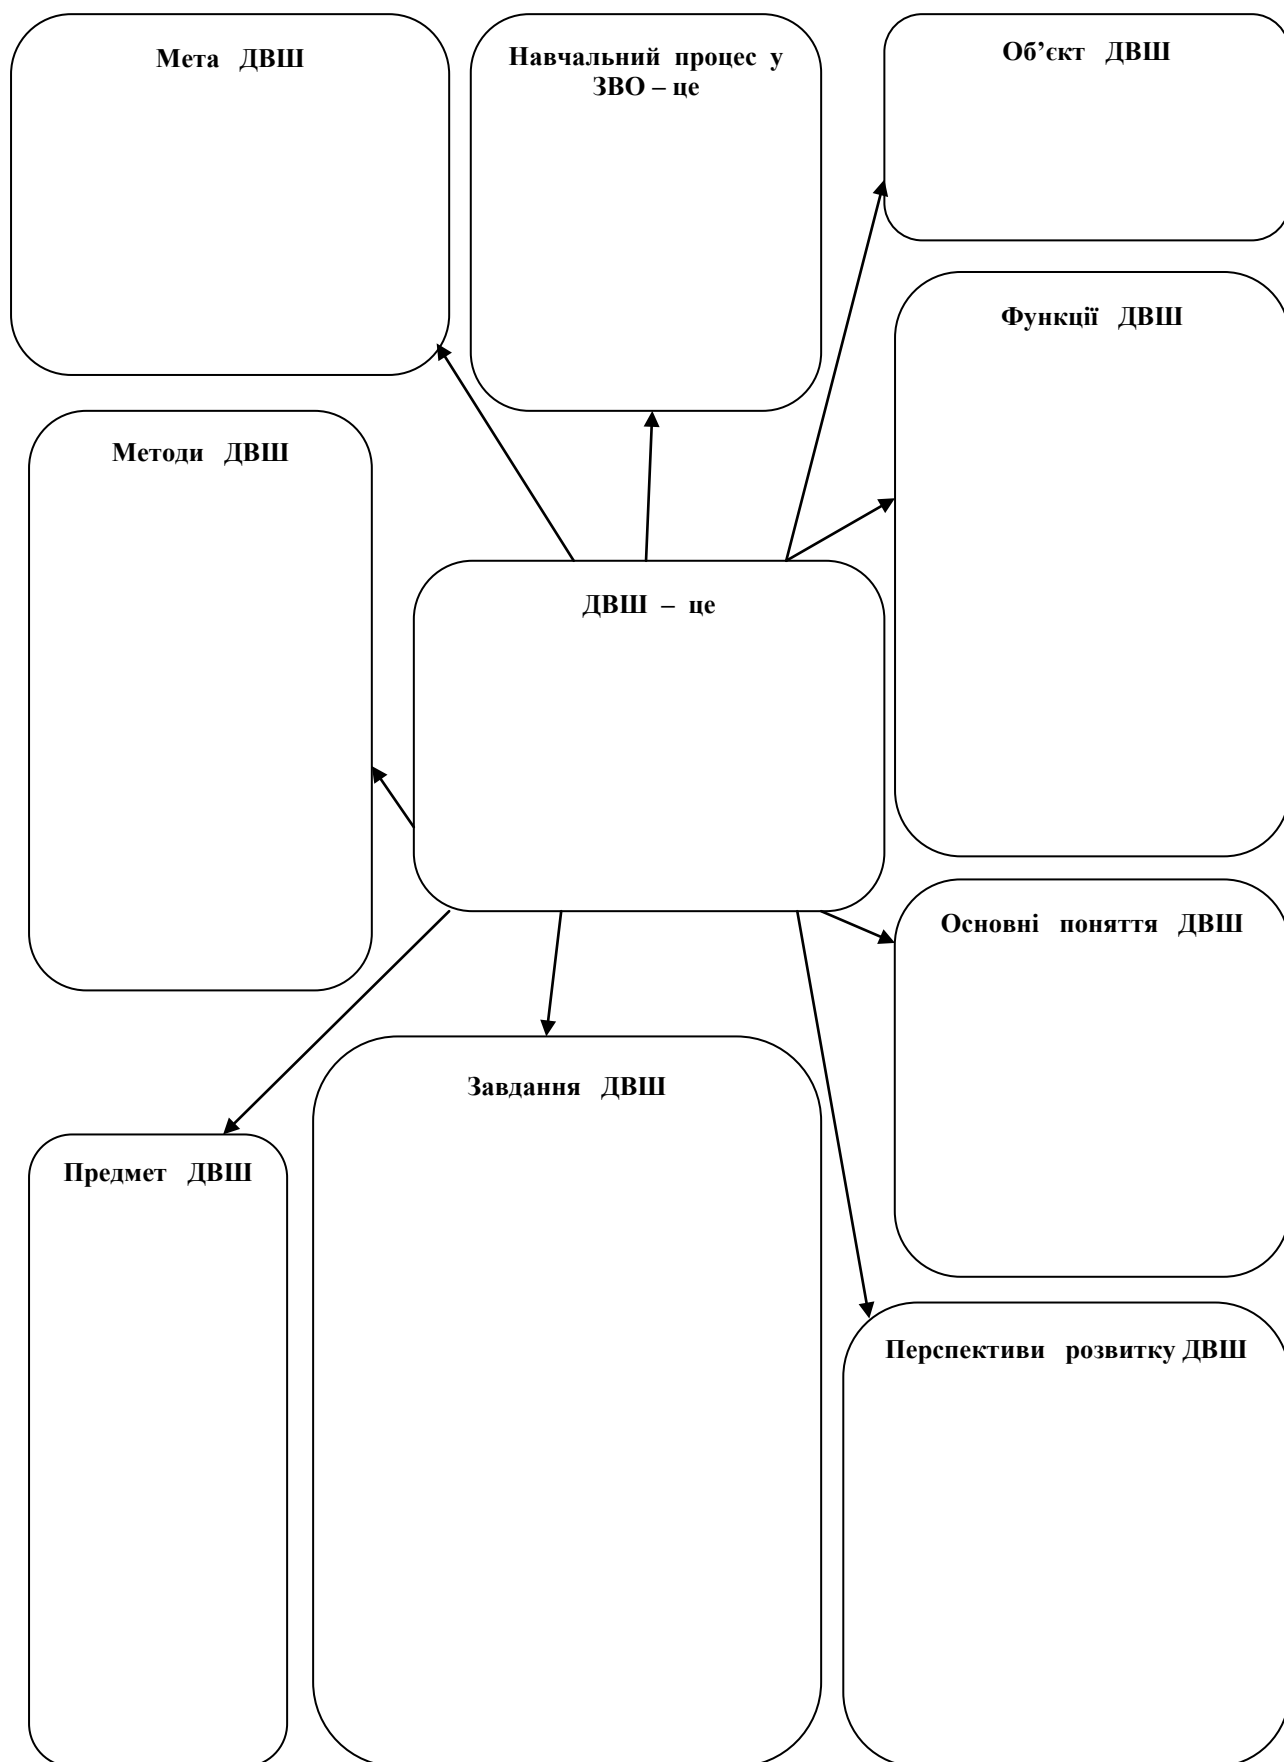 Мета ДВШ
Навчальний процес у
ЗВО – це
Об’єкт ДВШ
Функції ДВШ
Методи ДВШ
ДВШ – це
Основні поняття ДВШ
Завдання ДВШ
Предмет ДВШ
Перспективи розвитку ДВШ